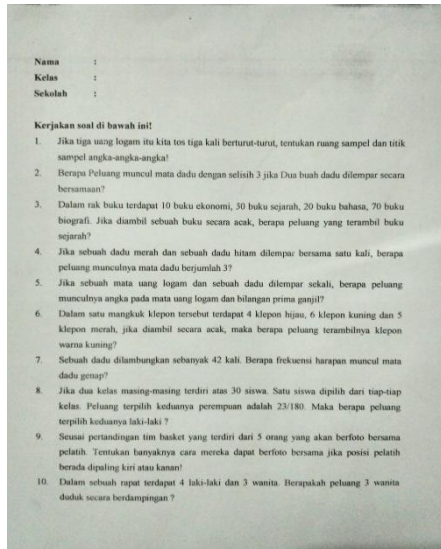 Nama :
Kelas :
Sekolah :
Kerjakan soal di bawah ini!
1. Jika tiga uang logam itu kita tos tiga kali berturut-turut, tentukan ruang sampel dan titik
sampel angka-angka-angka!
2. Berapa Peluang muncul mata dadu dengan selisih 3 jika Dua buah dadu dilempar secara
bersamaan?
3. Dalam rak buku terdapat 10 buku ekonomi, 50 buku sejarah, 20 buku bahasa, 70 buku
biografi. Jika diambil sebuah buku secara acak, berapa peluang yang terambil buku
sejarah?
4. Jika sebuah dadu merah dan sebuah dadu hitam dilempar bersama satu kali, berapa
peluang munculnya mata dadu berjumlah 3?
5. Jika sebuah mata uang logam dan sebuah dadu dilempar sekali, berapa peluang
munculnya angka pada mata uang logam dan bilangan prima ganjil?
6. Dalam satu mangkuk klepon tersebut terdapat 4 klepon hijau, 6 klepon kuning dan 5
klepon merah, jika diambil secara acak, maka berapa peluang terambilnya klepon
warna kuning?
7. Sebuah dadu dilambungkan sebanyak 42 kali. Berapa frekuensi harapan muncul mata
dadu genap?
8. Jika dua kelas masing-masing terdiri atas 30 siswa. Satu siswa dipilih dari tiap-tiap
kelas. Peluang terpilih keduanya perempuan adalah 23/180. Maka berapa peluang
terpilih keduanya laki-laki ?
9. Seusai pertandingan tim basket yang terdiri dari 5 orang yang akan berfoto bersama
pelatih. Tentukan banyaknya cara mereka dapat berfoto bersama jika posisi pelatih
berada dipaling kiri atau kanan!
10. Dalam sebuah rapat terdapat 4 laki-laki dan 3 wanita. Berapakah peluang 3 wanita
duduk secara berdampingan ?